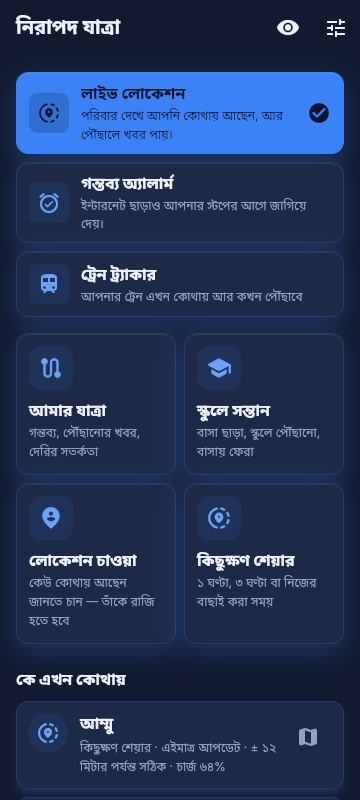 নিরাপদ যাত্রা
লাইভ লোকেশন
পরিবার দেখে আপনি কোথায় আছেন, আর
পৌঁছালে খবর পায়।
গন্তব্য অ্যালার্ম
ইন্টারনেট ছাড়াও আপনার স্টপের আগে জাগিয়ে
দেয়।
ট্রেন ট্র্যাকার
আপনার ট্রেন এখন কোথায় আর কখন পৌঁছাবে
আমার যাত্রা
গন্তব্য, পৌঁছানোর খবর,
দেরির সতর্কতা
স্কুলে সন্তান
বাসা ছাড়া, স্কুলে পৌঁছানো,
বাসায় ফেরা
লোকেশন চাওয়া
কেউ কোথায় আছেন
জানতে চান — তাঁকে রাজি
হতে হবে
কিছুক্ষণ শেয়ার
১ ঘণ্টা, ৩ ঘণ্টা বা নিজের
বাছাই করা সময়
কে এখন কোথায়
আম্মু
কিছুক্ষণ শেয়ার · এইমাত্র আপডেট · ± ১২
মিটার পর্যন্ত সঠিক · চার্জ ৬৪%